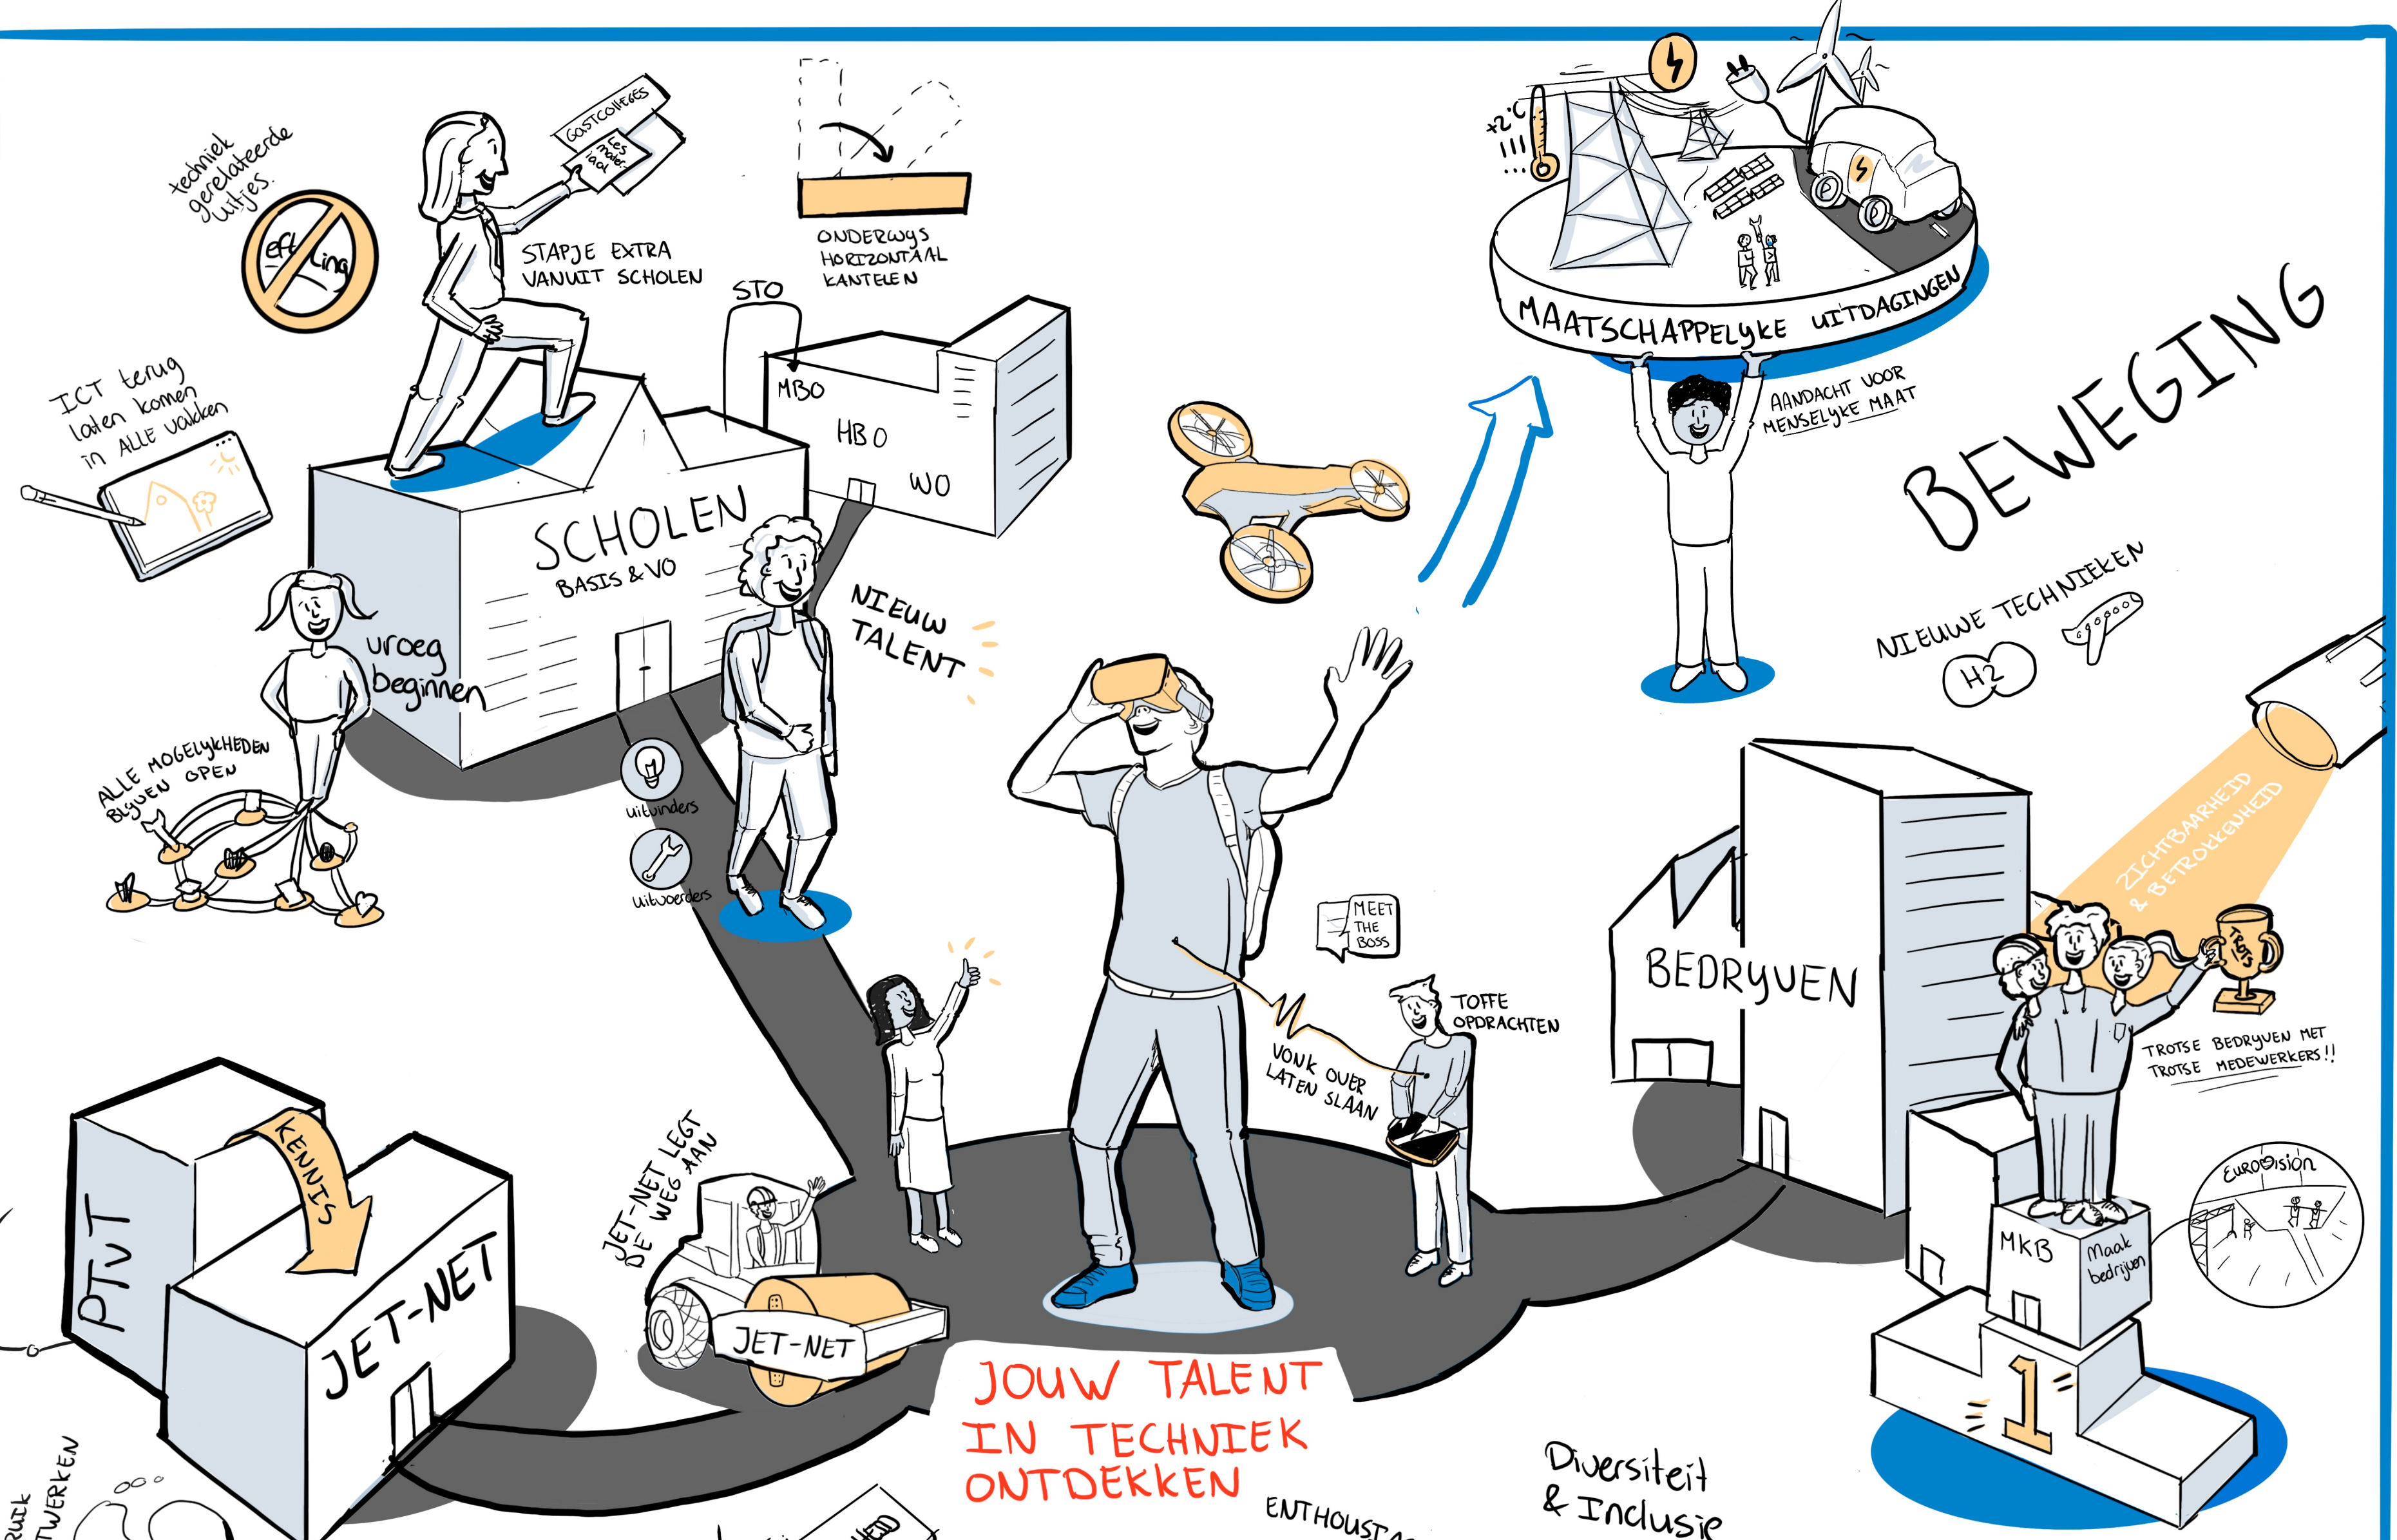 techniek
gerelateerde
uitjes.
eft
Ling
GASTCOLLEGES
Les
mater-
iaal
STAPJE EXTRA
VANUIT SCHOLEN
ONDERWIJS
HORIZONTAAL
KANTELEN
STO
MBO
HBO
WO
ICT terug
laten komen
in ALLE vakken
SCHOLEN
BASIS & VO
vroeg
beginnen
ALLE MOGELIJKHEDEN
BLIJVEN OPEN
NIEUW
TALENT
uitvinders
uitvoerders
+2°C
!!!
MAATSCHAPPELIJKE UITDAGINGEN
AANDACHT VOOR
MENSELIJKE MAAT
BEWEGING
NIEUWE TECHNIEKEN
H2
ZICHTBAARHEID
& BETROKKENHEID
MEET
THE
BOSS
TOFFE
OPDRACHTEN
VONK OVER
LATEN SLAAN
BEDRIJVEN
TROTS
TROTSE BEDRIJVEN MET
TROTSE MEDEWERKERS!!
EUROVISION
MKB
Maak
bedrijven
1
PTvT
KENNIS
JET-NET
JET-NET LEGT
DE WEG AAN
JET-NET
JOUW TALENT
IN TECHNIEK
ONTDEKKEN
Diversiteit
& Inclusie